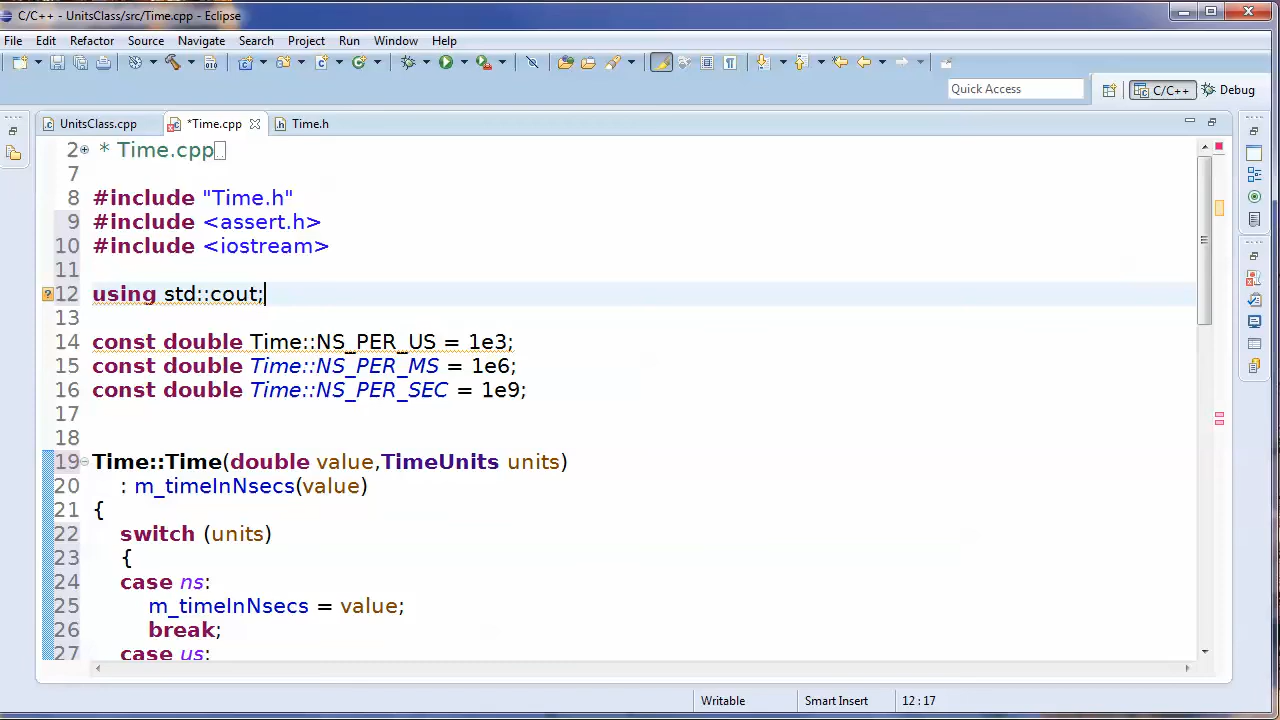 C/C++ - UnitsClass/src/Time.cpp - Eclipse
File Edit Refactor Source Navigate Search Project Run Window Help
Quick Access
C/C++
Debug
UnitsClass.cpp
*Time.cpp
Time.h
2 * Time.cpp
7
8 #include "Time.h"
9 #include <assert.h>
10 #include <iostream>
11
12 using std::cout;
13
14 const double Time::NS_PER_US = 1e3;
15 const double Time::NS_PER_MS = 1e6;
16 const double Time::NS_PER_SEC = 1e9;
17
18
19 Time::Time(double value,TimeUnits units)
20 : m_timeInNsecs(value)
21 {
22 switch (units)
23 {
24 case ns:
25 m_timeInNsecs = value;
26 break;
27 case us:
Writable
Smart Insert
12 : 17